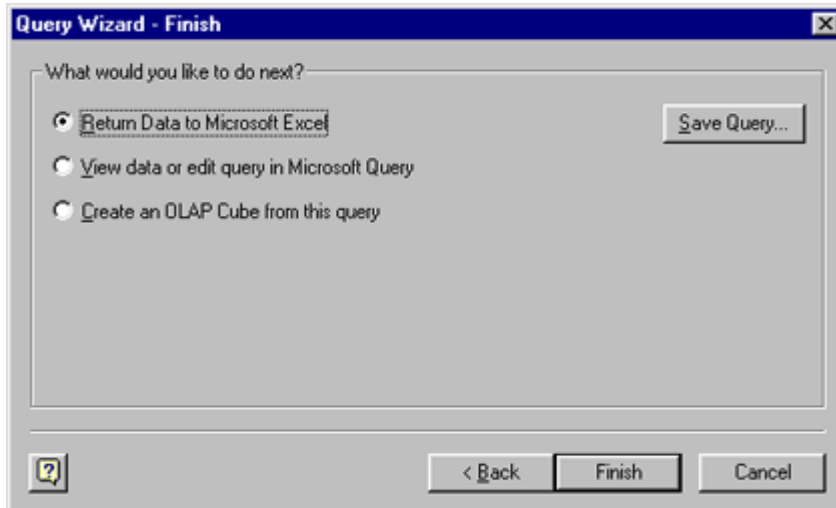 Query Wizard - Finish
What would you like to do next?
Return Data to Microsoft Excel
Save Query...
View data or edit query in Microsoft Query
Create an OLAP Cube from this query
< Back
Finish
Cancel